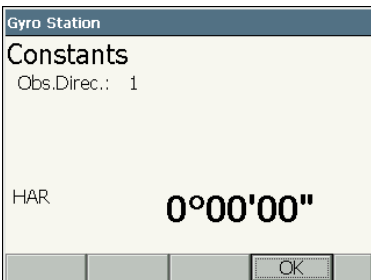 Gyro Station
Constants
Obs.Direc.: 1
HAR 0°00'00"
OK